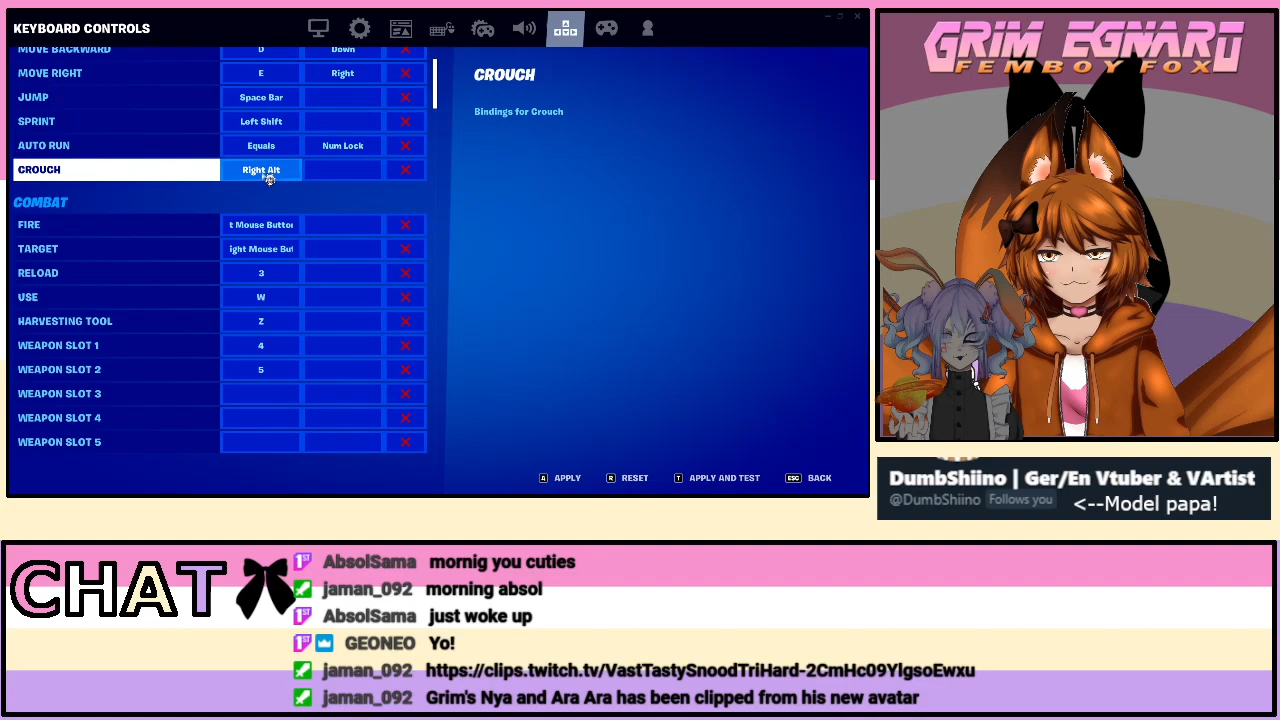 KEYBOARD CONTROLS
MOVE BACKWARD D Down
MOVE RIGHT E Right
JUMP Space Bar
SPRINT Left Shift
AUTO RUN Equals Num Lock
CROUCH Right Alt
COMBAT
FIRE t Mouse Button
TARGET ight Mouse But
RELOAD 3
USE W
HARVESTING TOOL Z
WEAPON SLOT 1 4
WEAPON SLOT 2 5
WEAPON SLOT 3
WEAPON SLOT 4
WEAPON SLOT 5
CROUCH
Bindings for Crouch
A APPLY R RESET T APPLY AND TEST ESC BACK
GRIM EGNART
FEMBOY FOX
DumbShiino | Ger/En Vtuber & VArtist
@DumbShiino Follows you <--Model papa!
CHAT
AbsolSama mornig you cuties
jaman_092 morning absol
AbsolSama just woke up
GEONEO Yo!
jaman_092 https://clips.twitch.tv/VastTastySnoodTriHard-2CmHc09YlgsoEwxu
jaman_092 Grim's Nya and Ara Ara has been clipped from his new avatar